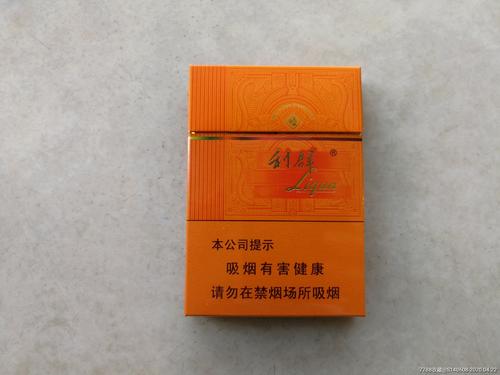 利群®
Liqun
本公司提示
吸烟有害健康
请勿在禁烟场所吸烟